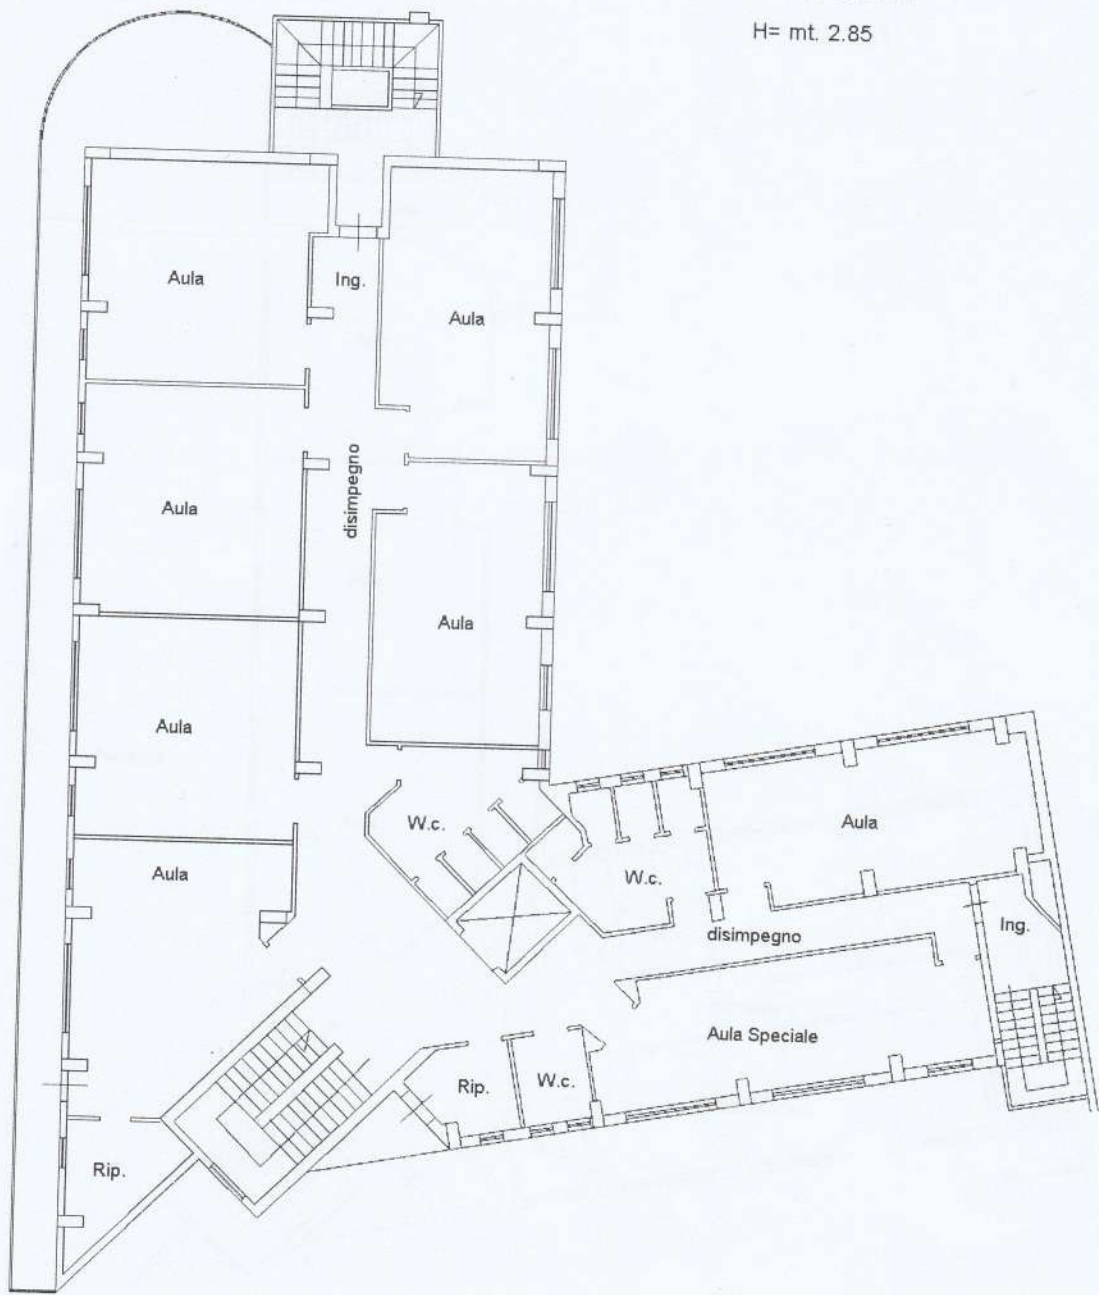 H= mt. 2.85
Aula
Ing.
Aula
disimpegno
Aula
Aula
Aula
W.c.
Aula
Aula
W.c.
Ing.
disimpegno
Aula Speciale
Rip.
W.c.
Rip.